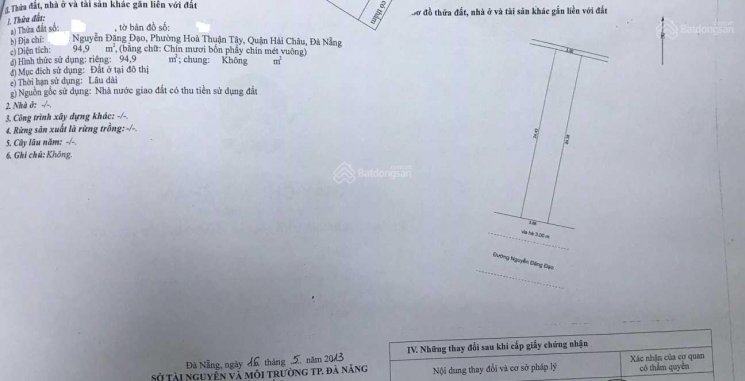 II. Thửa đất, nhà ở và tài sản khác gắn liền với đất
1. Thửa đất:
a) Thửa đất số: , tờ bản đồ số:
b) Địa chỉ: Nguyễn Đăng Đạo, Phường Hoà Thuận Tây, Quận Hải Châu, Đà Nẵng
c) Diện tích: 94,9 m², (bằng chữ: Chín mươi bốn phẩy chín mét vuông)
d) Hình thức sử dụng: riêng: 94,9 m²; chung: Không m²
đ) Mục đích sử dụng: Đất ở tại đô thị
e) Thời hạn sử dụng: Lâu dài
g) Nguồn gốc sử dụng: Nhà nước giao đất có thu tiền sử dụng đất
2. Nhà ở: -/-.
3. Công trình xây dựng khác: -/-.
4. Rừng sản xuất là rừng trồng: -/-.
5. Cây lâu năm: -/-.
6. Ghi chú: Không.
Batdongsan
có thẩm
ơ đồ thửa đất, nhà ở và tài sản khác gắn liền với đất
Batdongsan
vỉa hè 3.00 m
Đường Nguyễn Đăng Đạo
Batdongsan
Đà Nẵng, ngày 16 tháng 5 năm 2013
SỞ TÀI NGUYÊN VÀ MÔI TRƯỜNG TP. ĐÀ NẴNG
IV. Những thay đổi sau khi cấp giấy chứng nhận
Nội dung thay đổi và cơ sở pháp lý
Xác nhận của cơ quan
có thẩm quyền